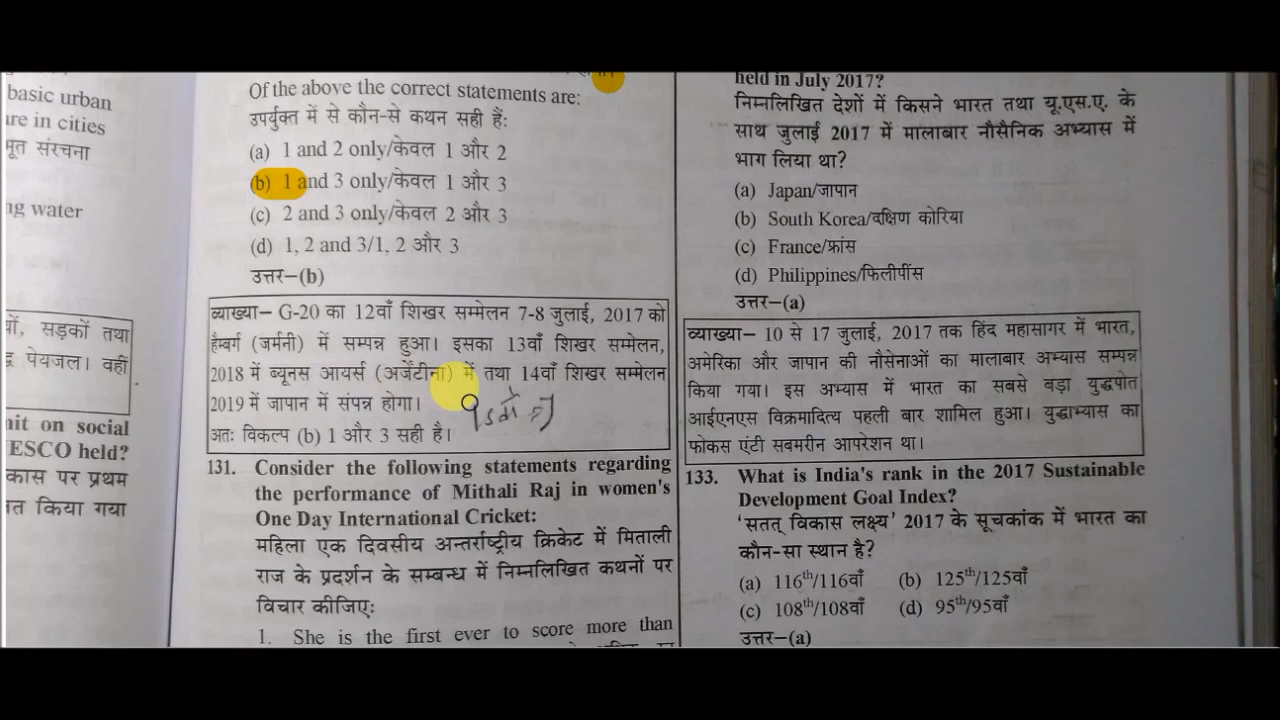 basic urban
are in cities
मूत संरचना
ng water
सड़कों तथा
पेयजल। वहीं
nit on social
ESCO held?
कास पर प्रथम
त किया गया
Of the above the correct statements are:
उपर्युक्त में से कौन-से कथन सही हैं:
(a) 1 and 2 only/केवल 1 और 2
(b) 1 and 3 only/केवल 1 और 3
(c) 2 and 3 only/केवल 2 और 3
(d) 1, 2 and 3/1, 2 और 3
उत्तर–(b)
व्याख्या– G-20 का 12वाँ शिखर सम्मेलन 7-8 जुलाई, 2017 को
हैम्बर्ग (जर्मनी) में सम्पन्न हुआ। इसका 13वाँ शिखर सम्मेलन,
2018 में ब्यूनस आयर्स (अर्जेंटीना) में तथा 14वाँ शिखर सम्मेलन
2019 में जापान में संपन्न होगा।
अतः विकल्प (b) 1 और 3 सही है।
131. Consider the following statements regarding
the performance of Mithali Raj in women's
One Day International Cricket:
महिला एक दिवसीय अन्तर्राष्ट्रीय क्रिकेट में मिताली
राज के प्रदर्शन के सम्बन्ध में निम्नलिखित कथनों पर
विचार कीजिए:
1. She is the first ever to score more than
held in July 2017?
निम्नलिखित देशों में किसने भारत तथा यू.एस.ए. के
साथ जुलाई 2017 में मालाबार नौसैनिक अभ्यास में
भाग लिया था?
(a) Japan/जापान
(b) South Korea/दक्षिण कोरिया
(c) France/फ्रांस
(d) Philippines/फिलीपींस
उत्तर–(a)
व्याख्या– 10 से 17 जुलाई, 2017 तक हिंद महासागर में भारत,
अमेरिका और जापान की नौसेनाओं का मालाबार अभ्यास सम्पन्न
किया गया। इस अभ्यास में भारत का सबसे बड़ा युद्धपोत
आईएनएस विक्रमादित्य पहली बार शामिल हुआ। युद्धाभ्यास का
फोकस एंटी सबमरीन आपरेशन था।
133. What is India's rank in the 2017 Sustainable
Development Goal Index?
'सतत् विकास लक्ष्य' 2017 के सूचकांक में भारत का
कौन-सा स्थान है?
(a) 116th/116वाँ (b) 125th/125वाँ
(c) 108th/108वाँ (d) 95th/95वाँ
उत्तर–(a)